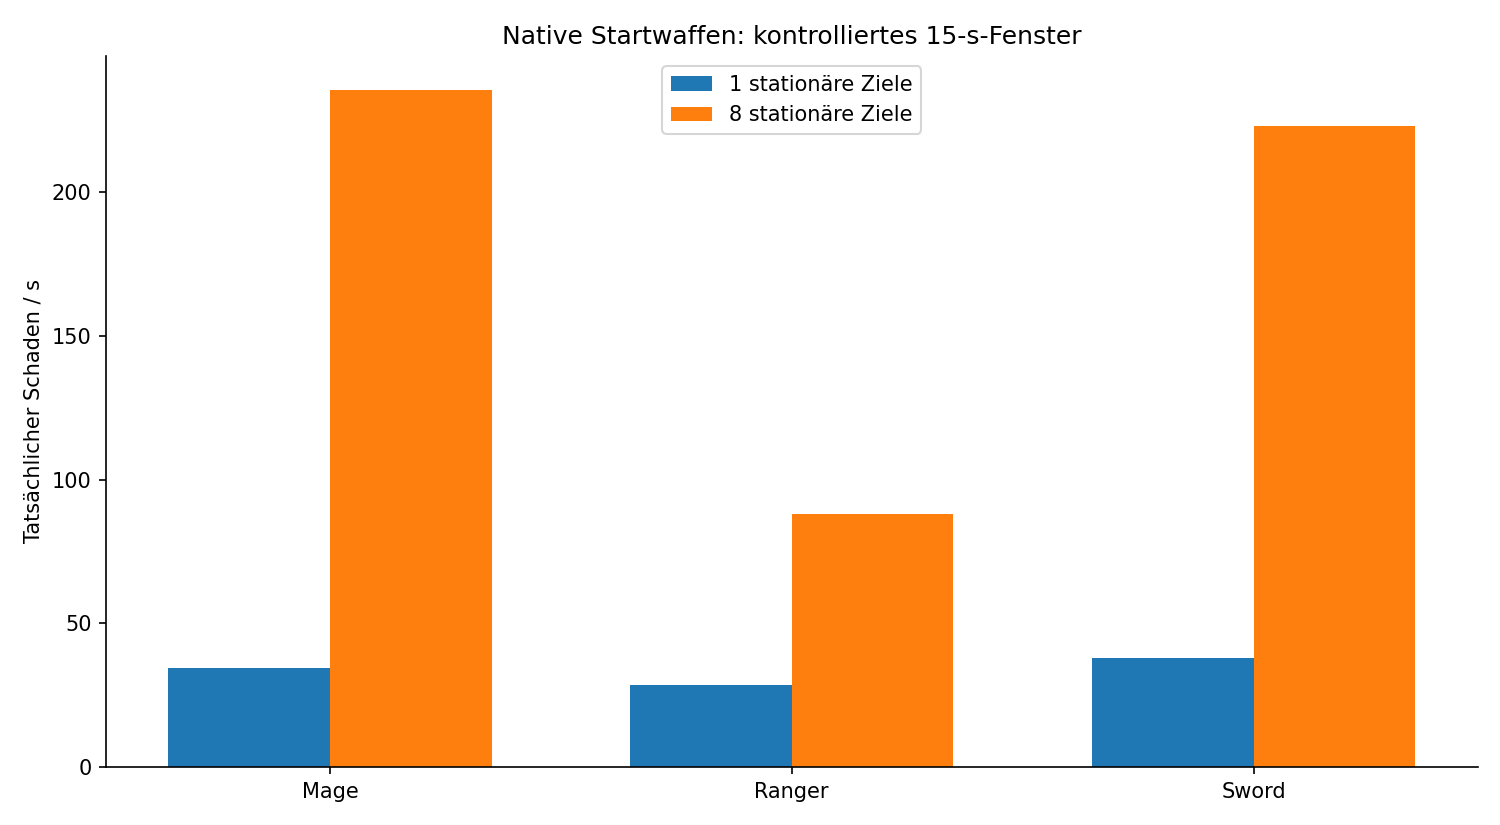 Native Startwaffen: kontrolliertes 15-s-Fenster
1 stationäre Ziele
8 stationäre Ziele
Tatsächlicher Schaden / s
200
150
100
50
0
Mage
Ranger
Sword